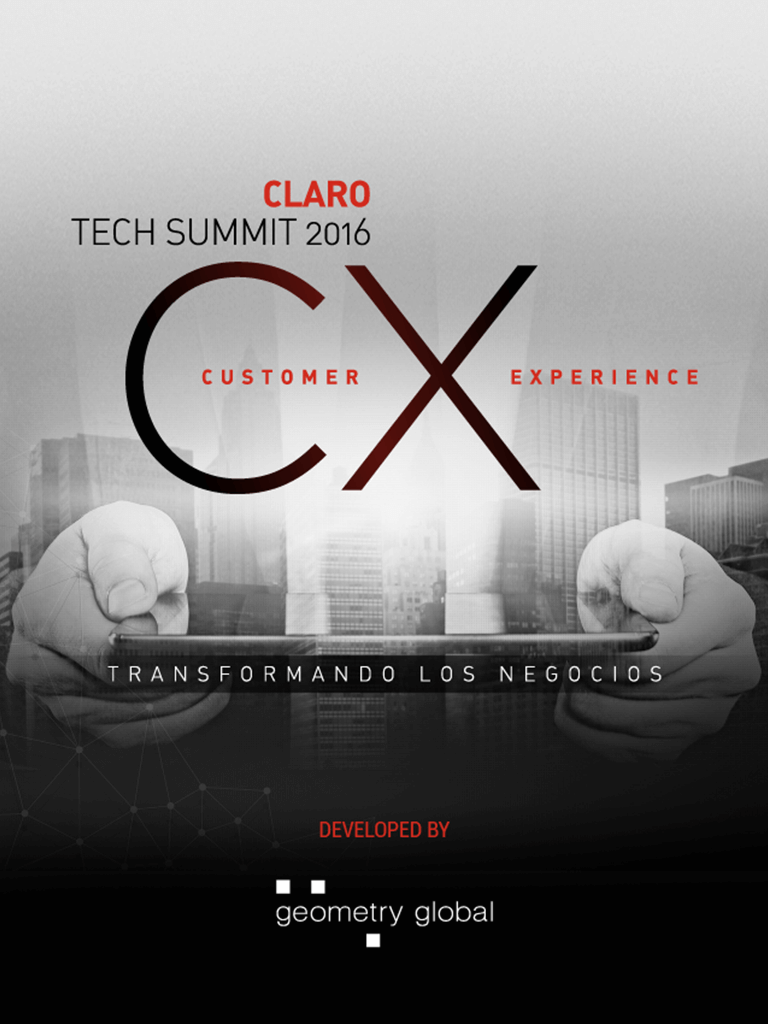 CLARO
TECH SUMMIT 2016
CX
CUSTOMER EXPERIENCE
TRANSFORMANDO LOS NEGOCIOS
DEVELOPED BY
geometry global